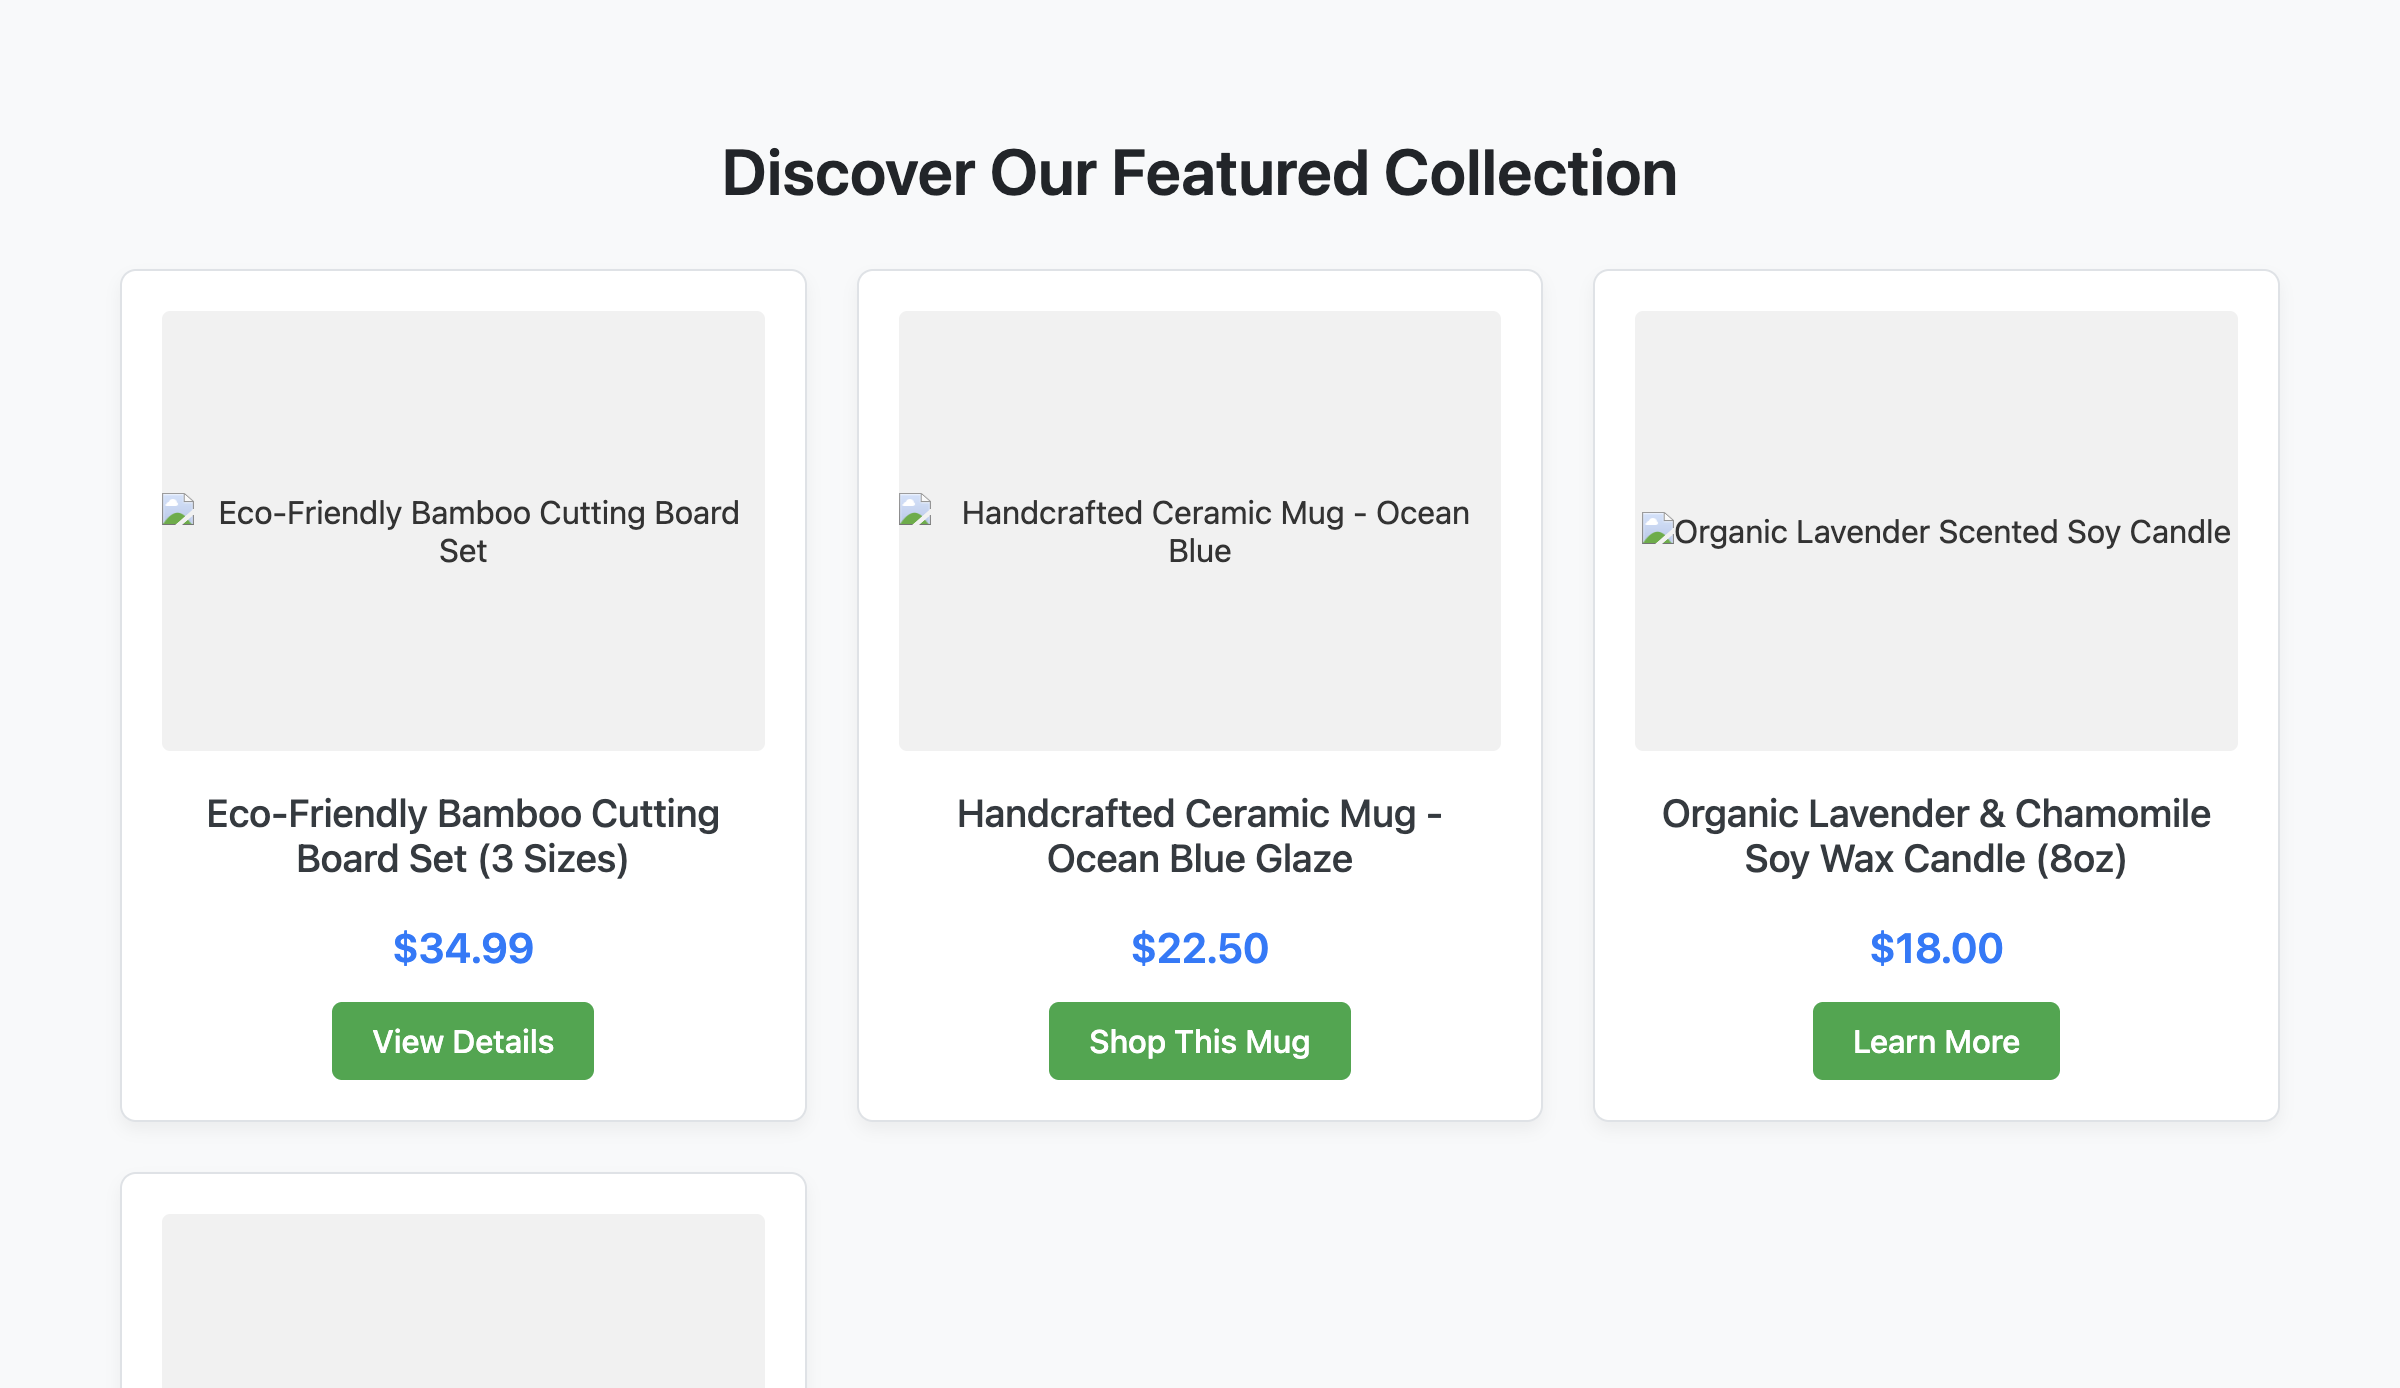 Discover Our Featured Collection
Eco-Friendly Bamboo Cutting Board
Set
Eco-Friendly Bamboo Cutting
Board Set (3 Sizes)
$34.99
View Details
Handcrafted Ceramic Mug - Ocean
Blue
Handcrafted Ceramic Mug -
Ocean Blue Glaze
$22.50
Shop This Mug
Organic Lavender Scented Soy Candle
Organic Lavender & Chamomile
Soy Wax Candle (8oz)
$18.00
Learn More